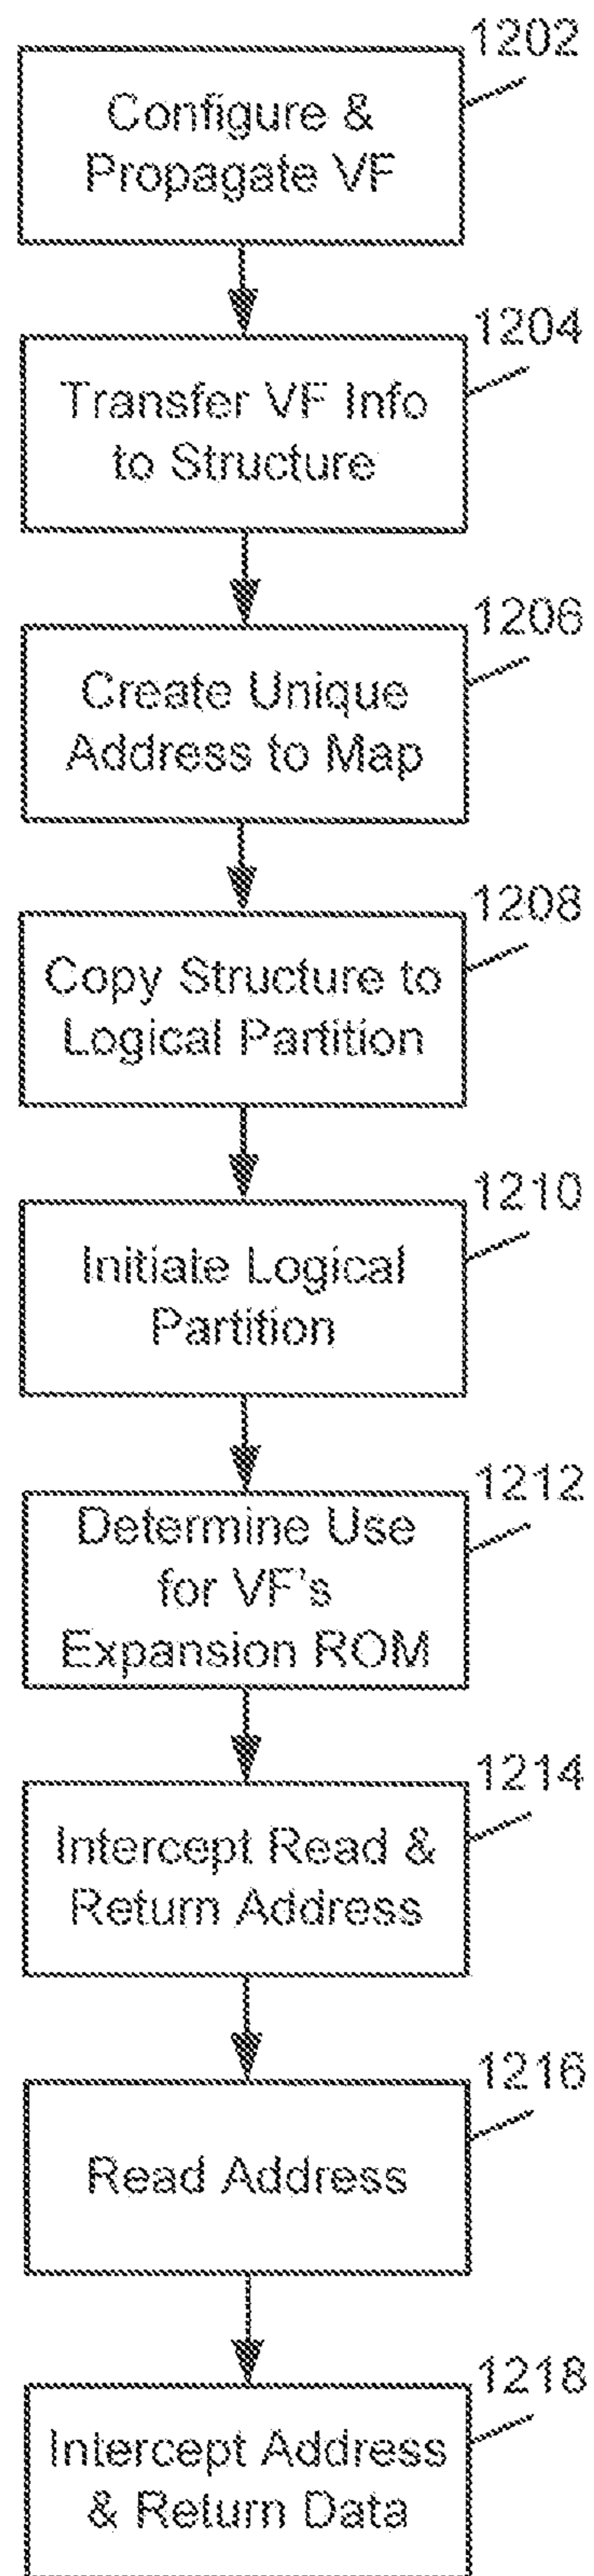 1202
Configure &
Propagate VF
1204
Transfer VF Info
to Structure
1206
Create Unique
Address to Map
1208
Copy Structure to
Logical Partition
1210
Initiate Logical
Partition
1212
Determine Use
for VF's
Expansion ROM
1214
Intercept Read &
Return Address
1216
Read Address
1218
Intercept Address
& Return Data